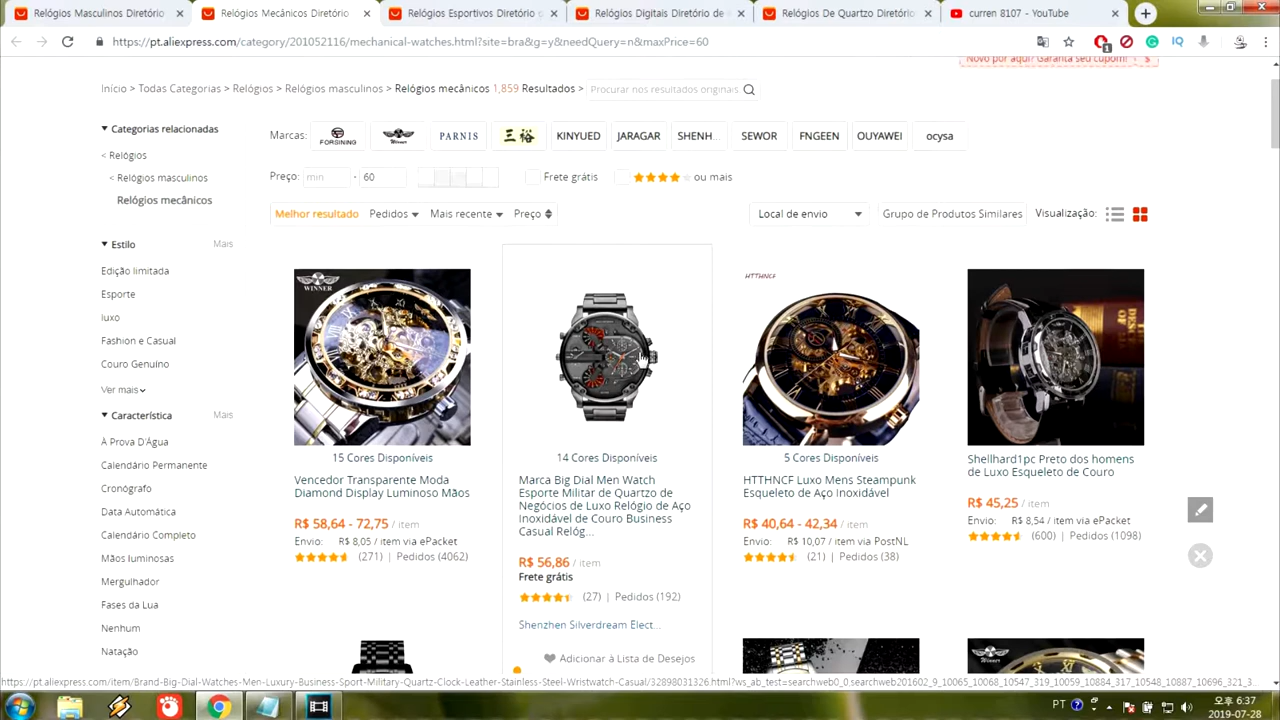 Relógios Masculinos Diretório
Relógios Mecânicos Diretório
Relógios Esportivos Diretório
Relógios Digitais Diretório de
Relógios De Quartzo Diretório
curren 8107 - YouTube
https://pt.aliexpress.com/category/201052116/mechanical-watches.html?site=bra&g=y&needQuery=n&maxPrice=60
Novo por aqui? Garanta seu cupom!
Início > Todas Categorias > Relógios > Relógios masculinos > Relógios mecânicos 1,859 Resultados >
Procurar nos resultados originais
Categorias relacionadas
< Relógios
< Relógios masculinos
Relógios mecânicos
Marcas:
FORSINING
Winner
PARNIS
三裕
KINYUED
JARAGAR
SHENH...
SEWOR
FNGEEN
OUYAWEI
ocysa
Preço: min - 60
Frete grátis
ou mais
Melhor resultado
Pedidos
Mais recente
Preço
Local de envio
Grupo de Produtos Similares
Visualização:
Estilo Mais
Edição limitada
Esporte
luxo
Fashion e Casual
Couro Genuíno
Ver mais
Característica Mais
À Prova D'Água
Calendário Permanente
Cronógrafo
Data Automática
Calendário Completo
Mãos luminosas
Mergulhador
Fases da Lua
Nenhum
Natação
WINNER
15 Cores Disponíveis
Vencedor Transparente Moda
Diamond Display Luminoso Mãos
R$ 58,64 - 72,75 / item
Envio: R$ 8,05 / item via ePacket
(271) | Pedidos (4062)
14 Cores Disponíveis
Marca Big Dial Men Watch
Esporte Militar de Quartzo de
Negócios de Luxo Relógio de Aço
Inoxidável de Couro Business
Casual Relóg...
R$ 56,86 / item
Frete grátis
(27) | Pedidos (192)
Shenzhen Silverdream Elect...
Adicionar à Lista de Desejos
HTTHNCF
5 Cores Disponíveis
HTTHNCF Luxo Mens Steampunk
Esqueleto de Aço Inoxidável
R$ 40,64 - 42,34 / item
Envio: R$ 10,07 / item via PostNL
(21) | Pedidos (38)
Shellhard1pc Preto dos homens
de Luxo Esqueleto de Couro
R$ 45,25 / item
Envio: R$ 8,54 / item via ePacket
(600) | Pedidos (1098)
Winner
https://pt.aliexpress.com/item/Brand-Big-Dial-Watches-Men-Luxury-Business-Sport-Military-Quartz-Clock-Leather-Stainless-Steel-Wristwatch-Casual/32898031326.html?ws_ab_test=searchweb0_0,searchweb201602_9_10065_10068_10547_319_10059_10884_317_10548_10887_10696_321_3...
PT
오후 6:37
2019-07-28